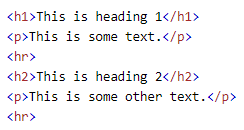 <h1>This is heading 1</h1>
<p>This is some text.</p>
<hr>
<h2>This is heading 2</h2>
<p>This is some other text.</p>
<hr>